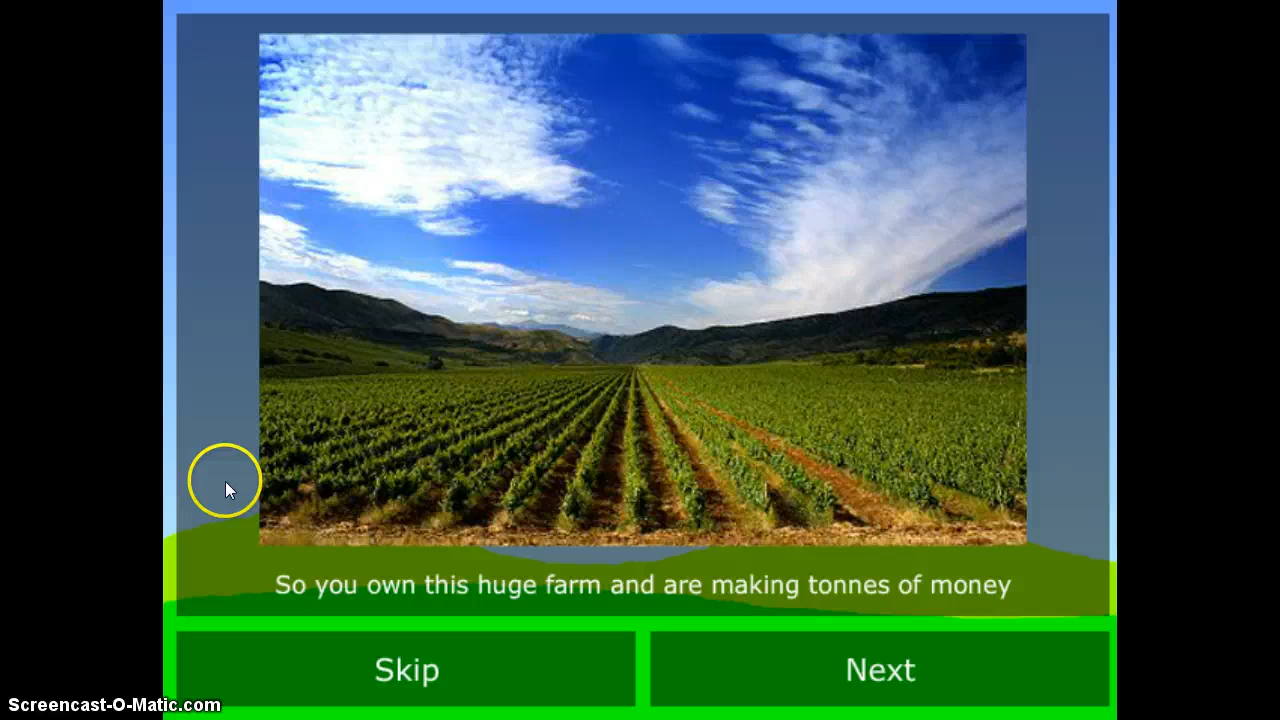 So you own this huge farm and are making tonnes of money
Skip
Next
Screencast-O-Matic.com